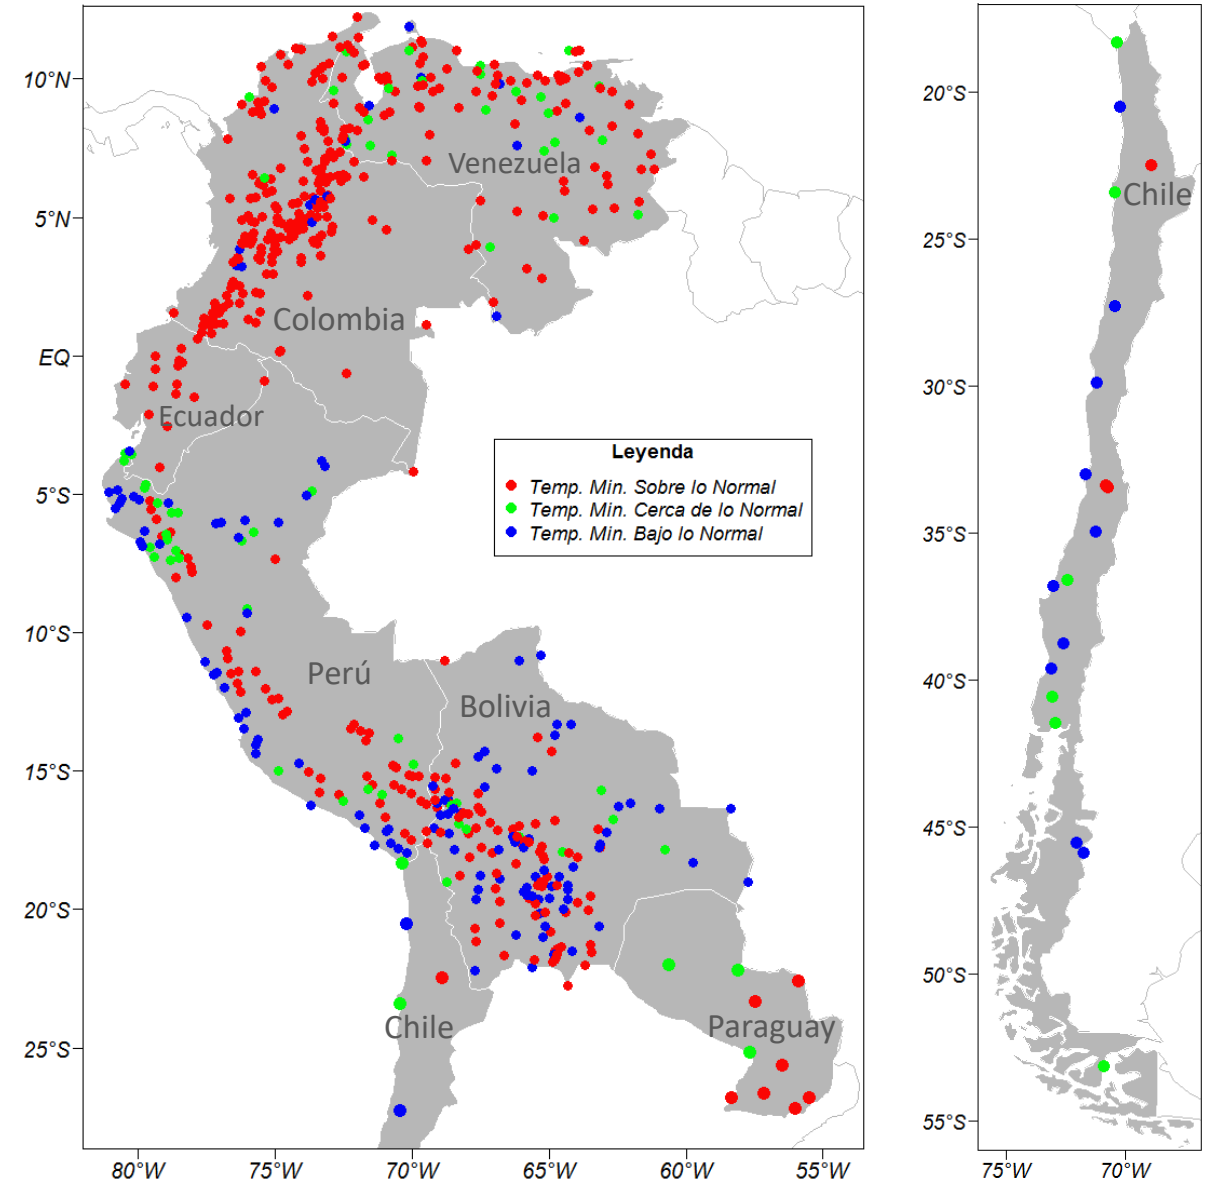 10°N
5°N
EQ
5°S
10°S
15°S
20°S
25°S
80°W
75°W
70°W
65°W
60°W
55°W
Venezuela
Colombia
Ecuador
Perú
Bolivia
Chile
Paraguay
Leyenda
Temp. Min. Sobre lo Normal
Temp. Min. Cerca de lo Normal
Temp. Min. Bajo lo Normal
20°S
25°S
30°S
35°S
40°S
45°S
50°S
55°S
75°W
70°W
Chile